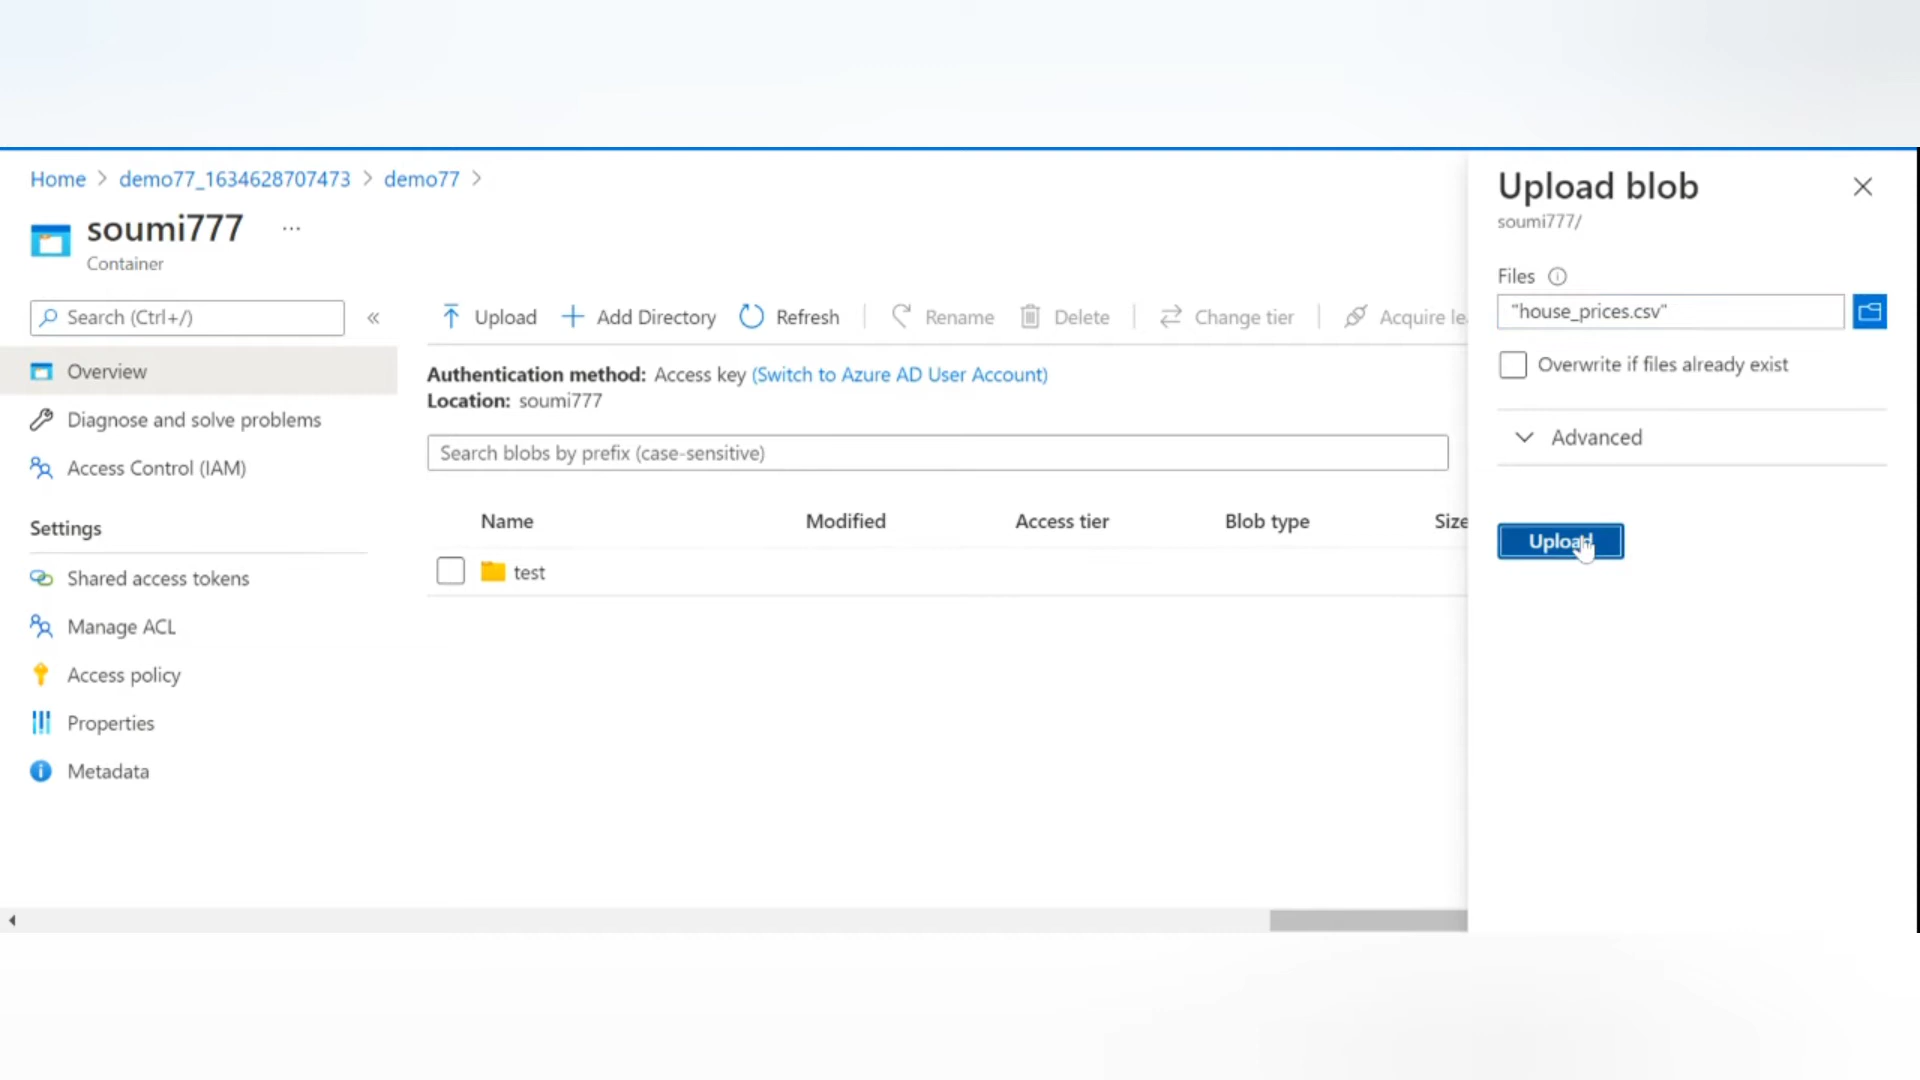 Home > demo77_1634628707473 > demo77 >
soumi777 ...
Container
Search (Ctrl+/)
«
Overview
Diagnose and solve problems
Access Control (IAM)
Settings
Shared access tokens
Manage ACL
Access policy
Properties
Metadata
Upload Add Directory Refresh Rename Delete Change tier Acquire le
Authentication method: Access key (Switch to Azure AD User Account)
Location: soumi777
Search blobs by prefix (case-sensitive)
Name Modified Access tier Blob type Size
test
Upload blob
soumi777/
Files
"house_prices.csv"
Overwrite if files already exist
Advanced
Upload